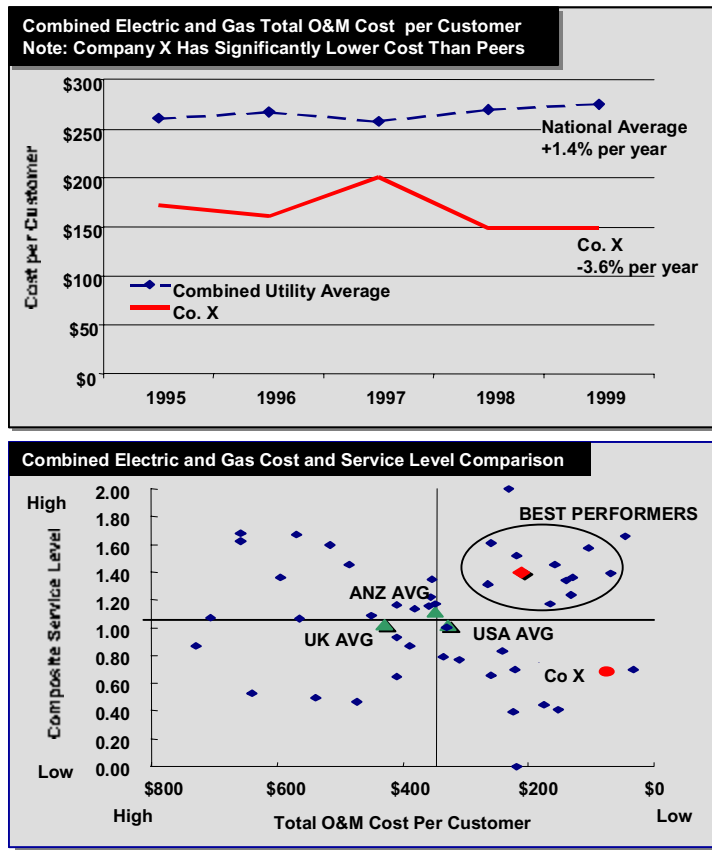 Combined Electric and Gas Total O&M Cost per Customer
Note: Company X Has Significantly Lower Cost Than Peers
$300
$250
$200
$150
$100
$50
$0
Cost per Customer
National Average
+1.4% per year
Co. X
-3.6% per year
Combined Utility Average
Co. X
1995 1996 1997 1998 1999
Combined Electric and Gas Cost and Service Level Comparison
High
2.00
1.80
1.60
1.40
1.20
1.00
0.80
0.60
0.40
0.20
0.00
Low
Composite Service Level
BEST PERFORMERS
ANZ AVG
UK AVG
USA AVG
Co X
$800 $600 $400 $200 $0
High
Total O&M Cost Per Customer
Low